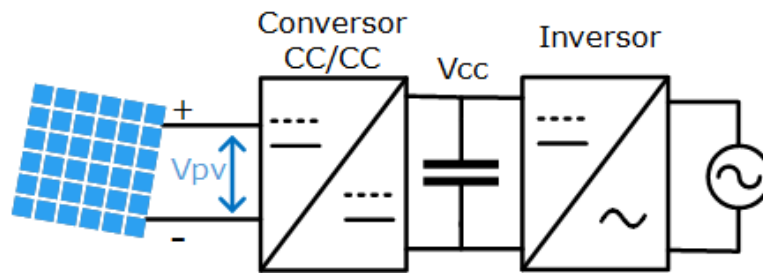 Conversor
CC/CC
Vcc
Inversor
+
Vpv
-